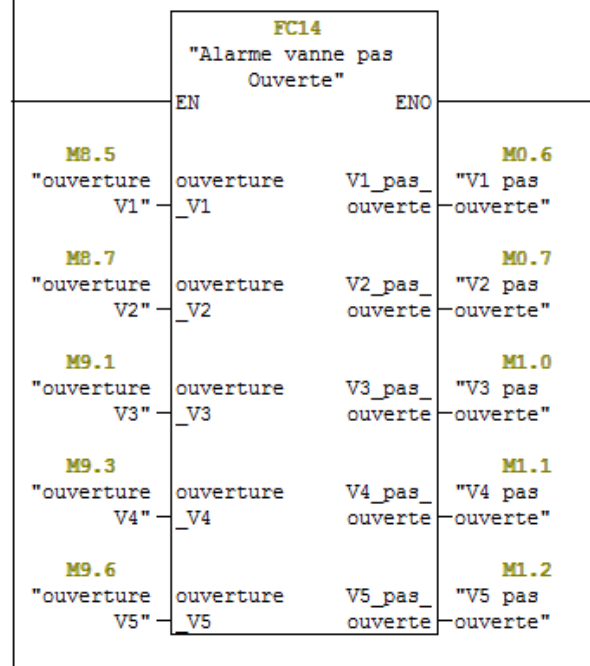 FC14
"Alarme vanne pas
Ouverte"
EN ENO
M8.5 M0.6
"ouverture ouverture V1_pas_ "V1 pas
V1" _V1 ouverte ouverte"
M8.7 M0.7
"ouverture ouverture V2_pas_ "V2 pas
V2" _V2 ouverte ouverte"
M9.1 M1.0
"ouverture ouverture V3_pas_ "V3 pas
V3" _V3 ouverte ouverte"
M9.3 M1.1
"ouverture ouverture V4_pas_ "V4 pas
V4" _V4 ouverte ouverte"
M9.6 M1.2
"ouverture ouverture V5_pas_ "V5 pas
V5" _V5 ouverte ouverte"